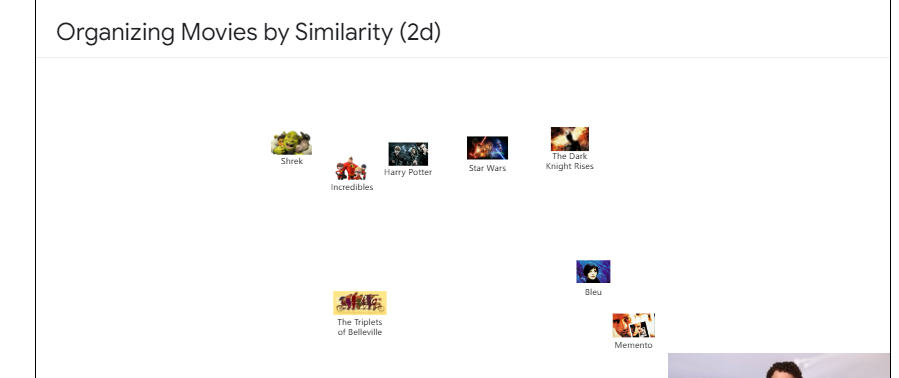 Organizing Movies by Similarity (2d)
Shrek
Incredibles
Harry Potter
Star Wars
The Dark
Knight Rises
Bleu
The Triplets
of Belleville
Memento